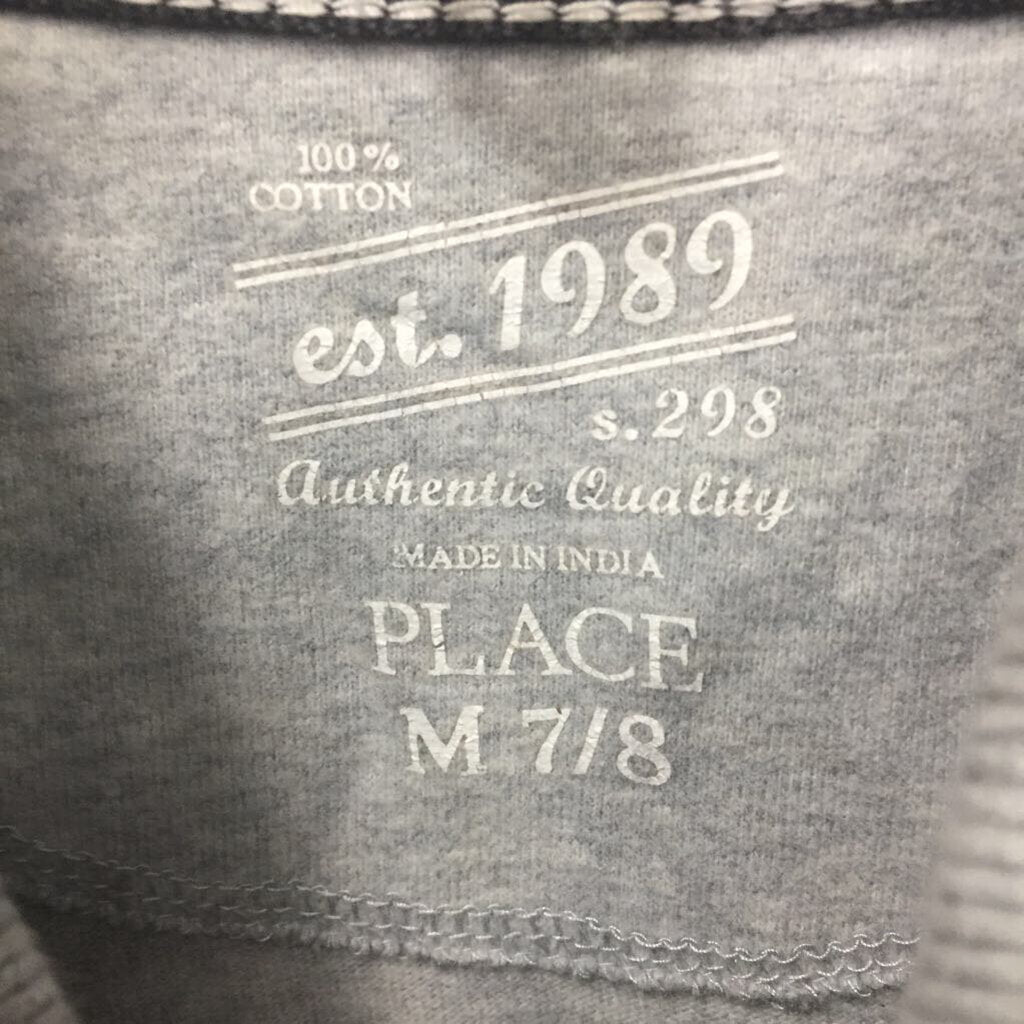 100%
COTTON
est. 1989
s. 298
Authentic Quality
MADE IN INDIA
PLACE
M 7/8